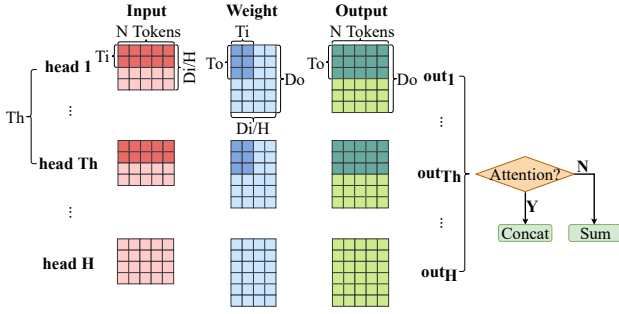 Input Weight Output
N Tokens Ti N Tokens
Ti Di/H To Do To Do
head 1 out1
Th ⋮ Di/H ⋮
head Th outTh Attention? N
⋮ Y ⋮
Concat Sum
head H outH